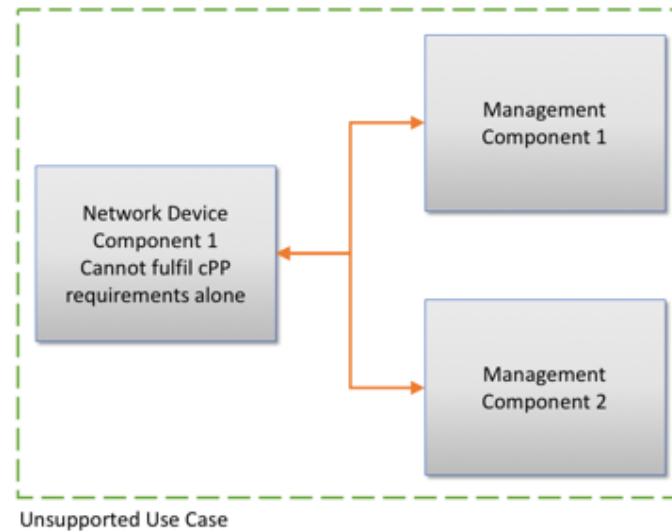 Management
Component 1
Network Device
Component 1
Cannot fulfil cPP
requirements alone
Management
Component 2
Unsupported Use Case